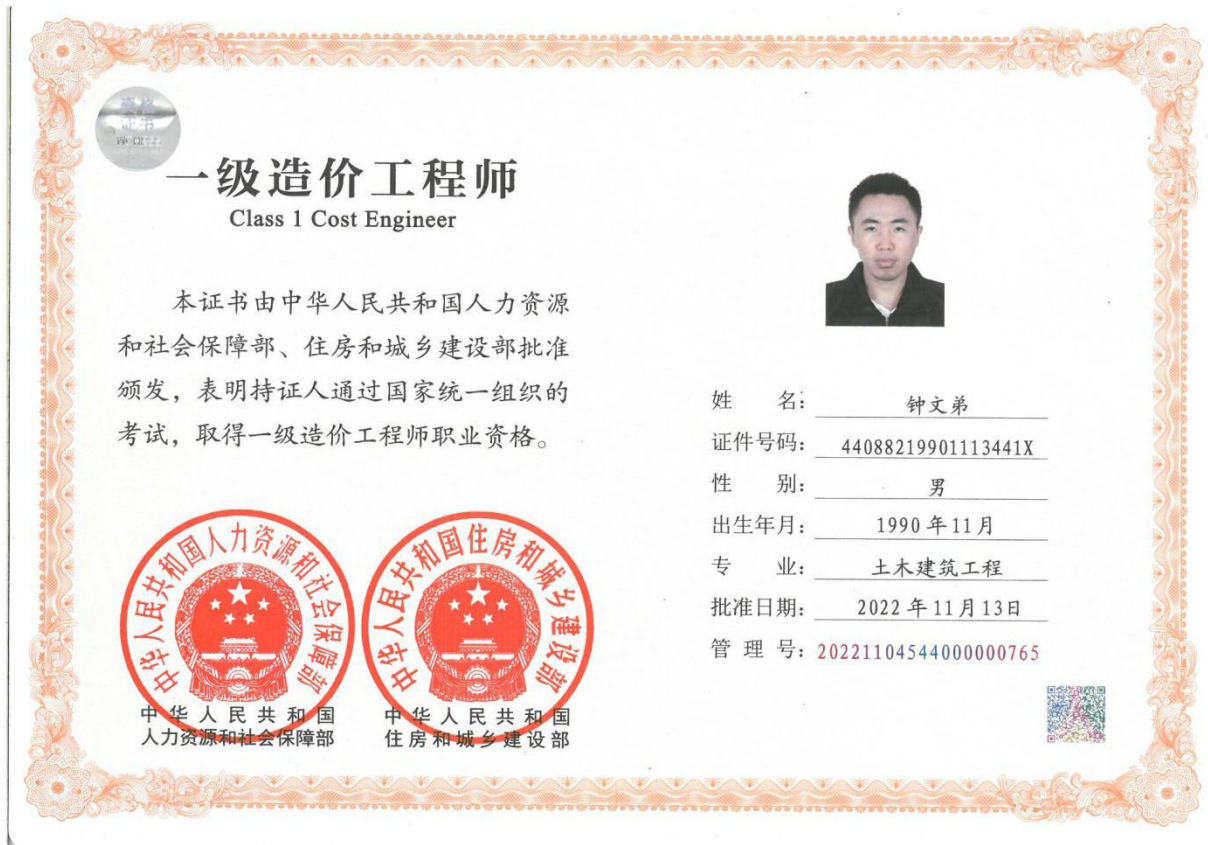 一级造价工程师
Class 1 Cost Engineer
本证书由中华人民共和国人力资源
和社会保障部、住房和城乡建设部批准
颁发，表明持证人通过国家统一组织的
考试，取得一级造价工程师职业资格。
中华人民共和国人力资源和社会保障部
中华人民共和国住房和城乡建设部
中华人民共和国
人力资源和社会保障部
中华人民共和国
住房和城乡建设部
姓 名：钟文弟
证件号码：44088219901113441X
性 别：男
出生年月：1990年11月
专 业：土木建筑工程
批准日期：2022年11月13日
管 理 号：20221104544000000765